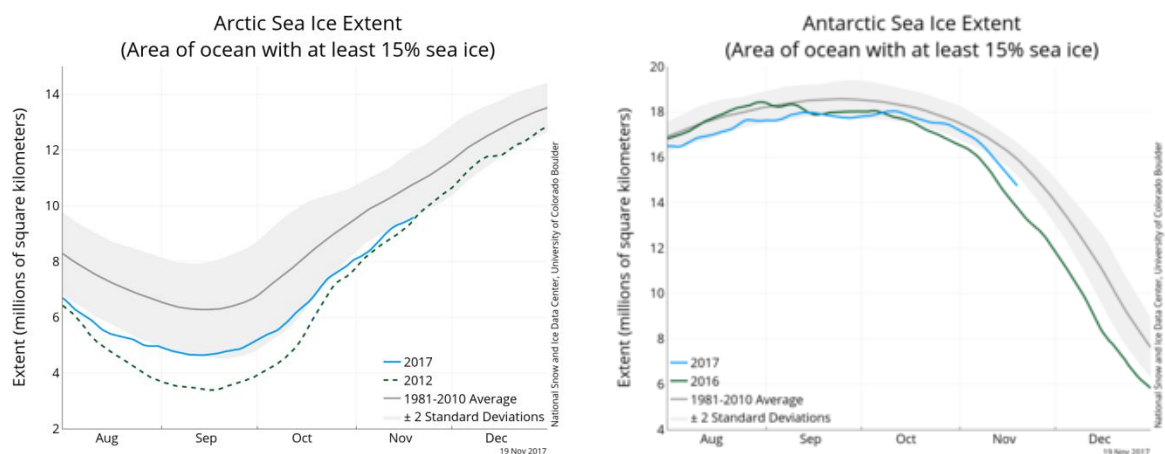 Arctic Sea Ice Extent
(Area of ocean with at least 15% sea ice)
Extent (millions of square kilometers)
14
12
10
8
6
4
2
Aug Sep Oct Nov Dec
2017
2012
1981-2010 Average
± 2 Standard Deviations
National Snow and Ice Data Center, University of Colorado Boulder
19 Nov 2017
Antarctic Sea Ice Extent
(Area of ocean with at least 15% sea ice)
Extent (millions of square kilometers)
20
18
16
14
12
10
8
6
4
Aug Sep Oct Nov Dec
2017
2016
1981-2010 Average
± 2 Standard Deviations
National Snow and Ice Data Center, University of Colorado Boulder
19 Nov 2017